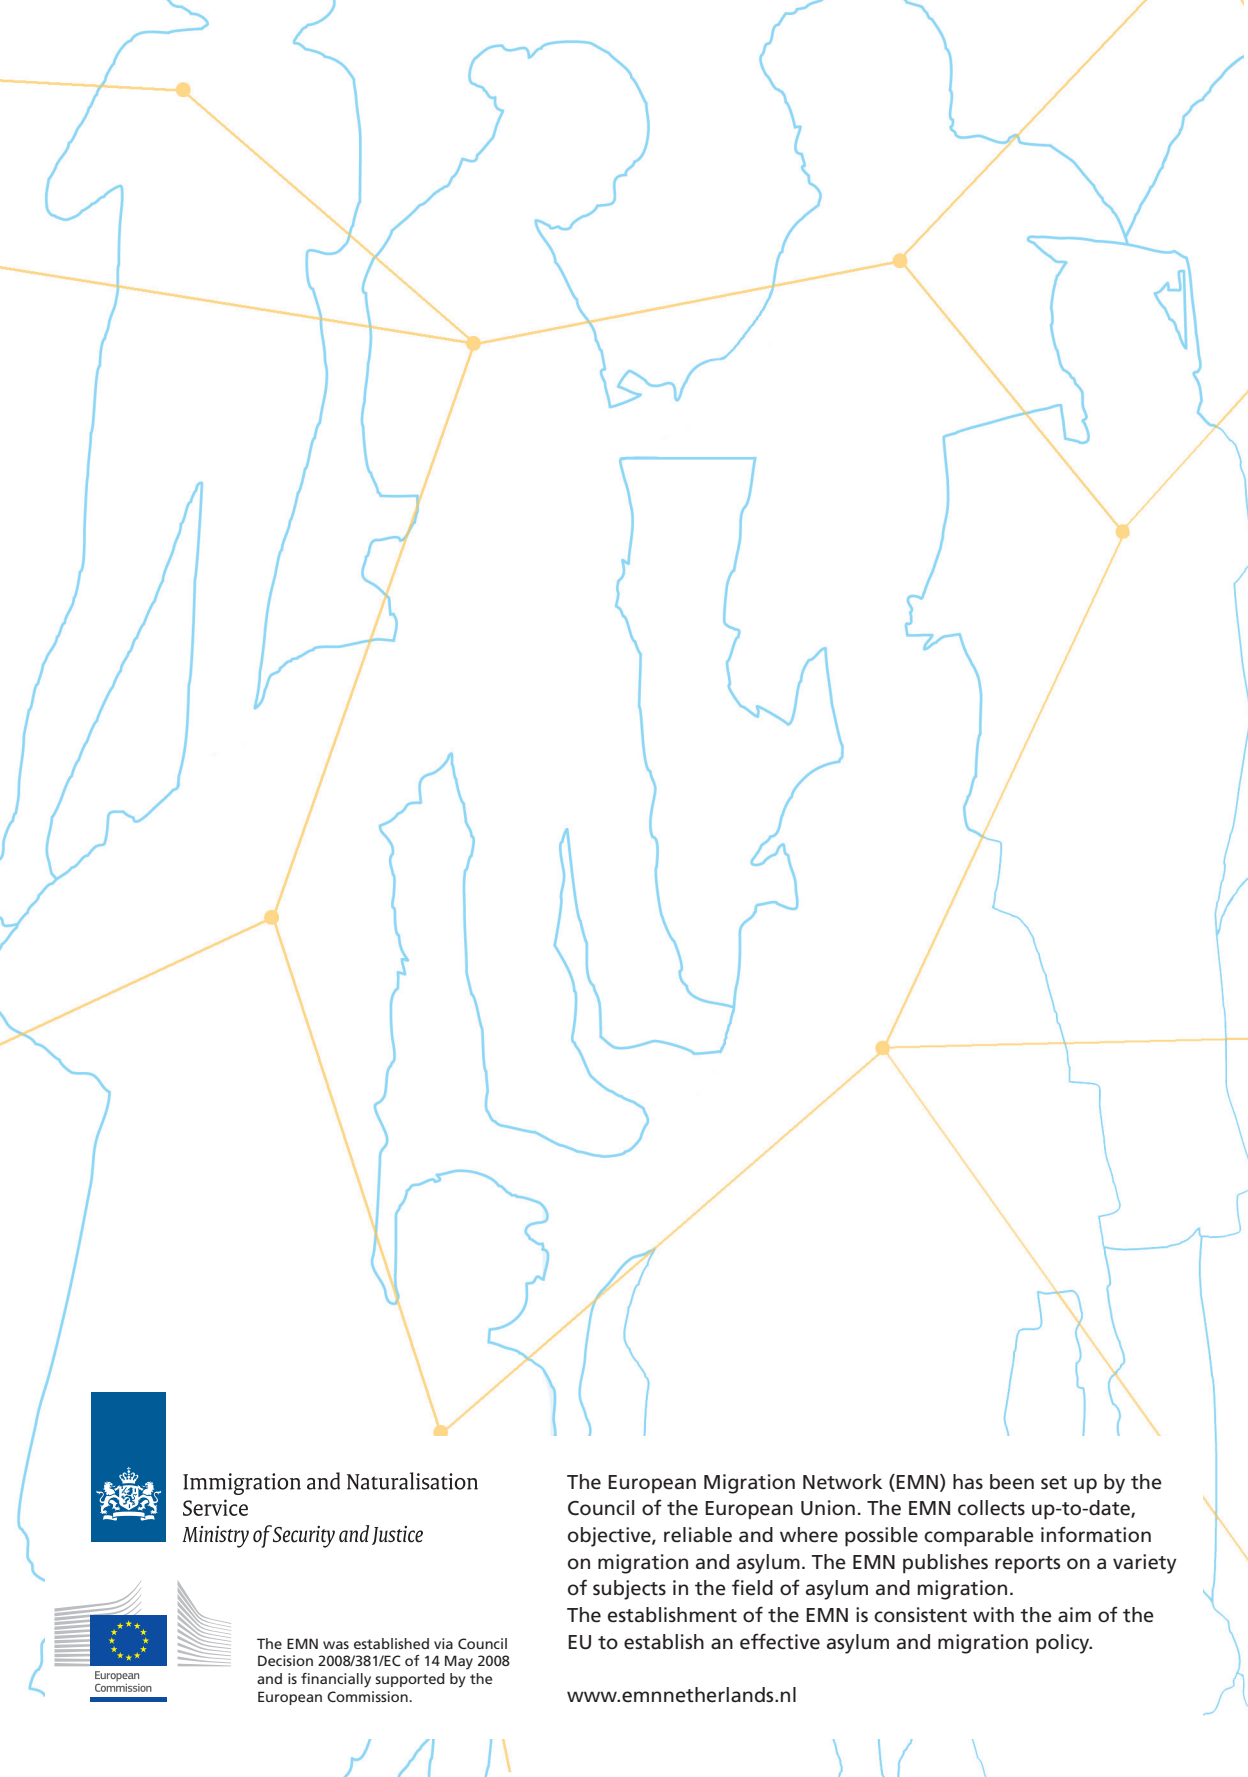 Immigration and Naturalisation
Service
Ministry of Security and Justice
The European Migration Network (EMN) has been set up by the
Council of the European Union. The EMN collects up-to-date,
objective, reliable and where possible comparable information
on migration and asylum. The EMN publishes reports on a variety
of subjects in the field of asylum and migration.
The establishment of the EMN is consistent with the aim of the
EU to establish an effective asylum and migration policy.
www.emnnetherlands.nl
European
Commission
The EMN was established via Council
Decision 2008/381/EC of 14 May 2008
and is financially supported by the
European Commission.